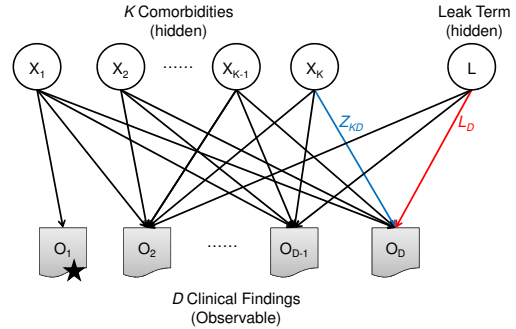 K Comorbidities
(hidden)
Leak Term
(hidden)
X1 X2 ...... XK-1 XK L
ZKD LD
O1 O2 ...... OD-1 OD
D Clinical Findings
(Observable)